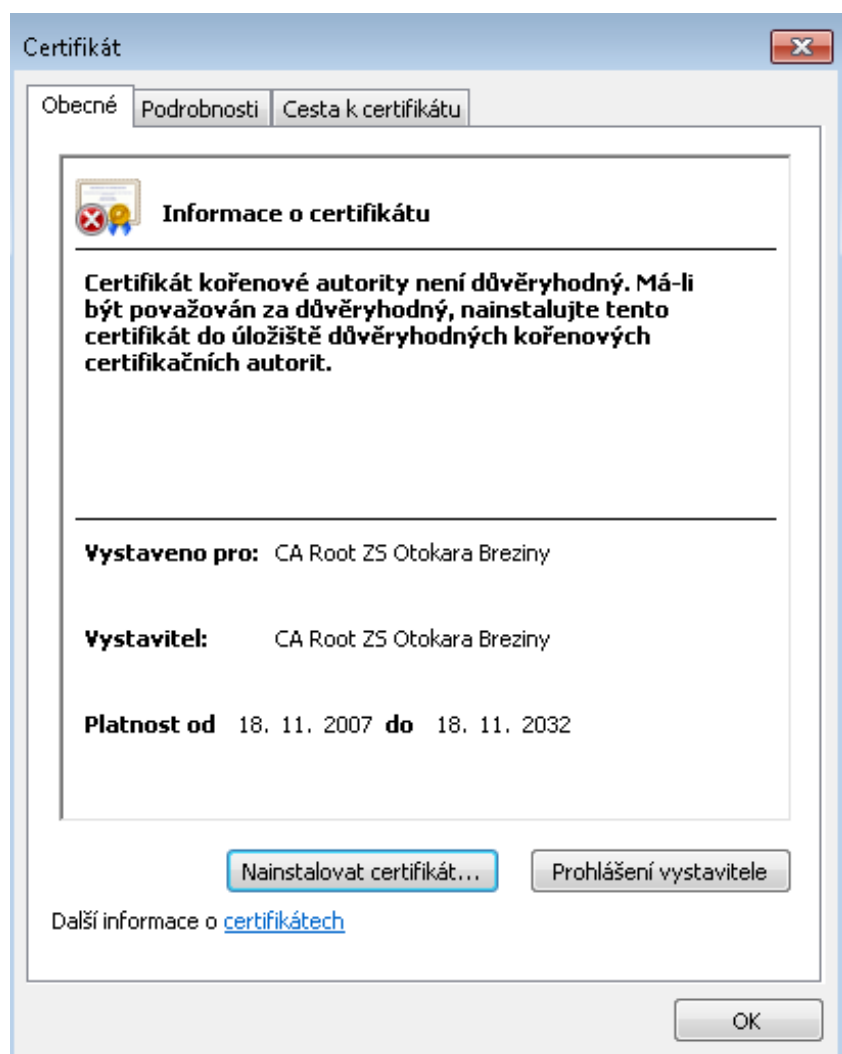 Certifikát
Obecné
Podrobnosti
Cesta k certifikátu
Informace o certifikátu
Certifikát kořenové autority není důvěryhodný. Má-li
být považován za důvěryhodný, nainstalujte tento
certifikát do úložiště důvěryhodných kořenových
certifikačních autorit.
Vystaveno pro: CA Root ZS Otokara Breziny
Vystavitel: CA Root ZS Otokara Breziny
Platnost od 18. 11. 2007 do 18. 11. 2032
Nainstalovat certifikát...
Prohlášení vystavitele
Další informace o certifikátech
OK